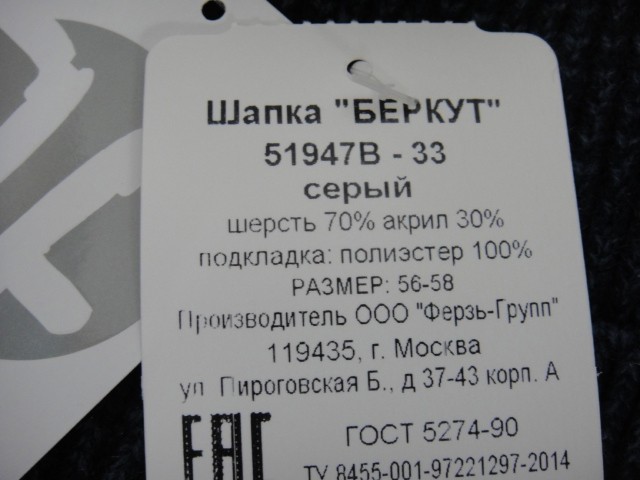 Шапка "БЕРКУТ"
51947В - 33
серый
шерсть 70% акрил 30%
подкладка: полиэстер 100%
РАЗМЕР: 56-58
Производитель ООО "Ферзь-Групп"
119435, г. Москва
ул. Пироговская Б., д 37-43 корп. А
ЕАС
ГОСТ 5274-90
ТУ 8455-001-97221297-2014